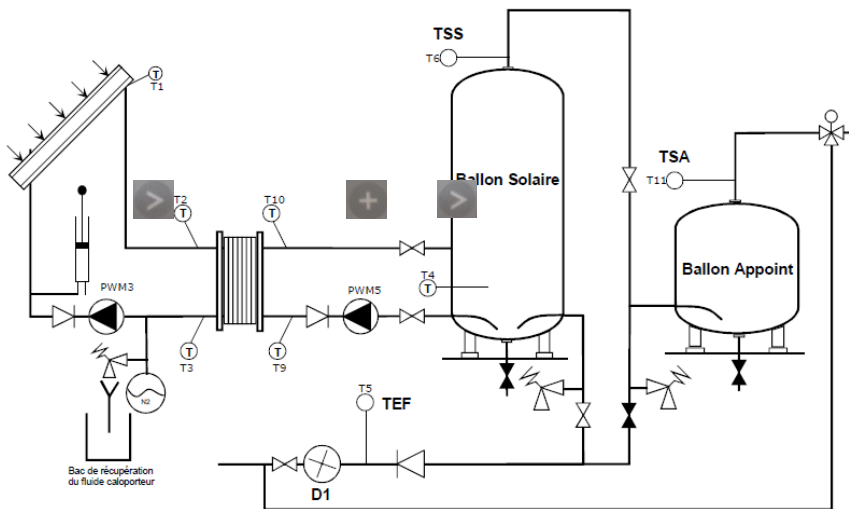 TSS
T6
T1
TSA
T11
Ballon Solaire
T2
T
T10
T
T
Ballon Appoint
T4
T
PWM3
PWM5
T
T3
T
T9
N2
T5
TEF
D1
Bac de récupération
du fluide caloporteur